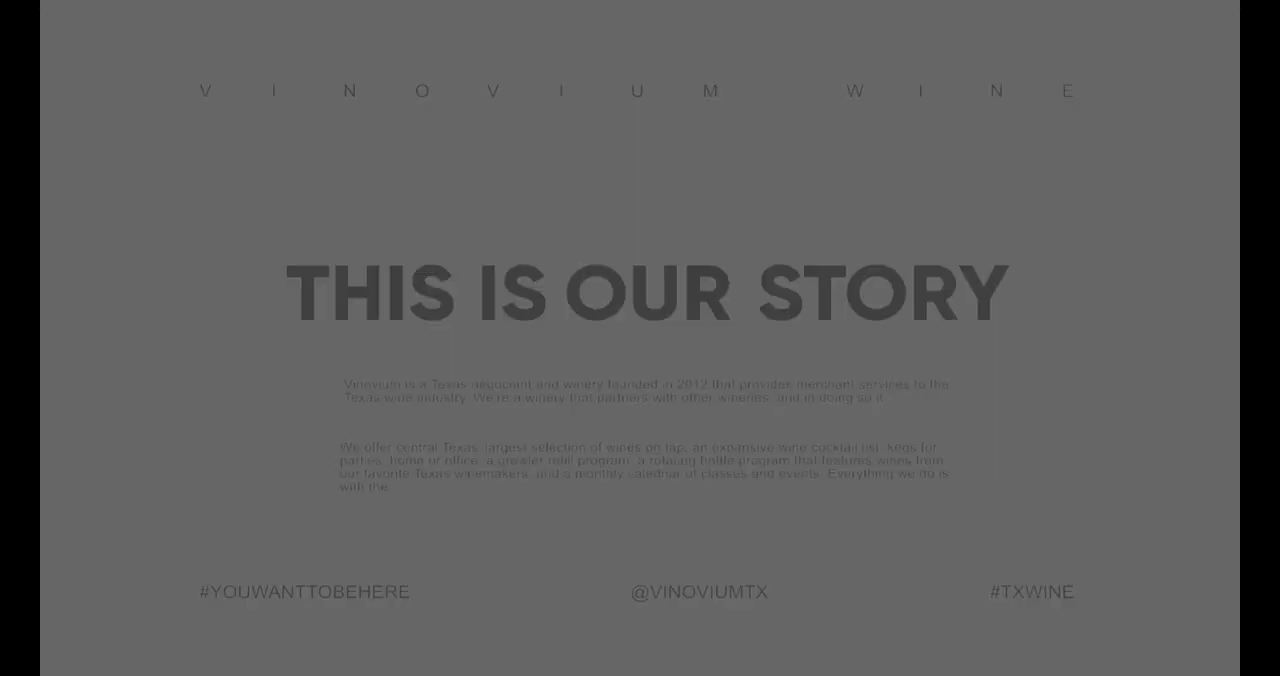 VINOVIUM WINE
THIS IS OUR STORY
Vinovium is a Texas negociant and winery founded in 2012 that provides merchant services to the
Texas wine industry. We're a winery that partners with other wineries, and in doing so it
We offer central Texas' largest selection of wines on tap, an expansive wine cocktail list, kegs for
parties, home or office, a growler refill program, a rotating bottle program that features wines from
our favorite Texas winemakers, and a monthly calednar of classes and events. Everything we do is
with the
#YOUWANTTOBEHERE @VINOVIUMTX #TXWINE